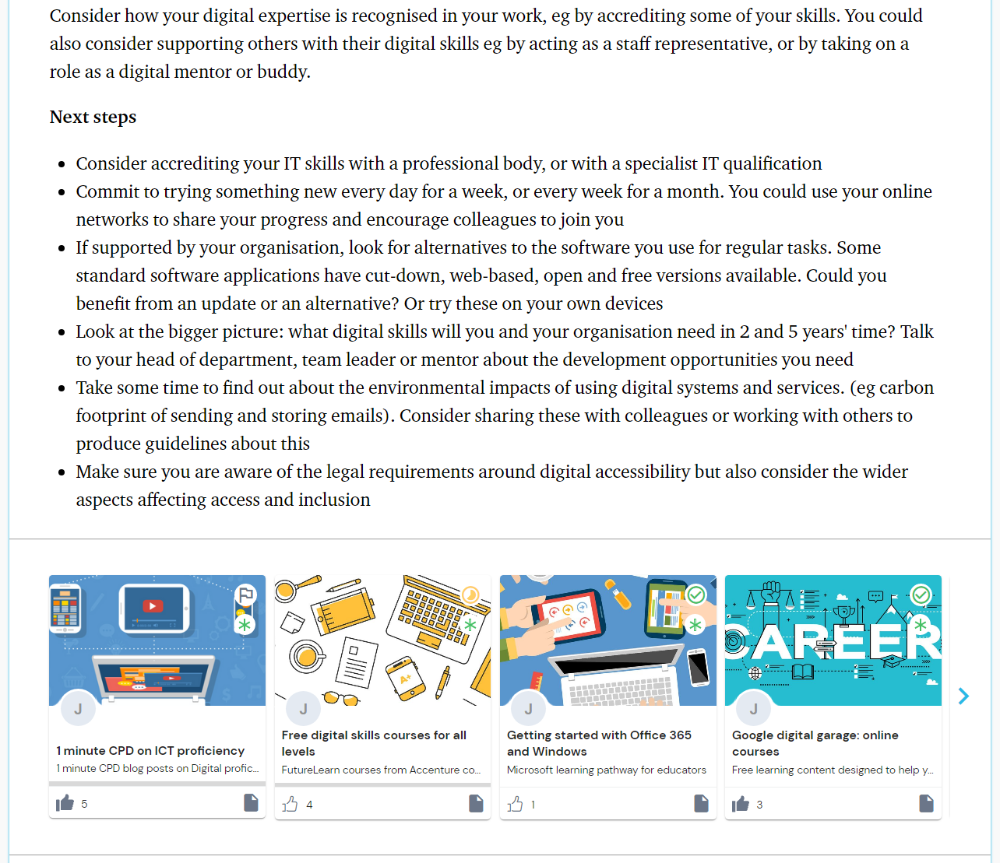 Consider how your digital expertise is recognised in your work, eg by accrediting some of your skills. You could
also consider supporting others with their digital skills eg by acting as a staff representative, or by taking on a
role as a digital mentor or buddy.
Next steps
• Consider accrediting your IT skills with a professional body, or with a specialist IT qualification
• Commit to trying something new every day for a week, or every week for a month. You could use your online
networks to share your progress and encourage colleagues to join you
• If supported by your organisation, look for alternatives to the software you use for regular tasks. Some
standard software applications have cut-down, web-based, open and free versions available. Could you
benefit from an update or an alternative? Or try these on your own devices
• Look at the bigger picture: what digital skills will you and your organisation need in 2 and 5 years' time? Talk
to your head of department, team leader or mentor about the development opportunities you need
• Take some time to find out about the environmental impacts of using digital systems and services. (eg carbon
footprint of sending and storing emails). Consider sharing these with colleagues or working with others to
produce guidelines about this
• Make sure you are aware of the legal requirements around digital accessibility but also consider the wider
aspects affecting access and inclusion
J
1 minute CPD on ICT proficiency
1 minute CPD blog posts on Digital profic...
5
A+
J
Free digital skills courses for all
levels
FutureLearn courses from Accenture co...
4
J
Getting started with Office 365
and Windows
Microsoft learning pathway for educators
1
CAREER
J
Google digital garage: online
courses
Free learning content designed to help y...
3